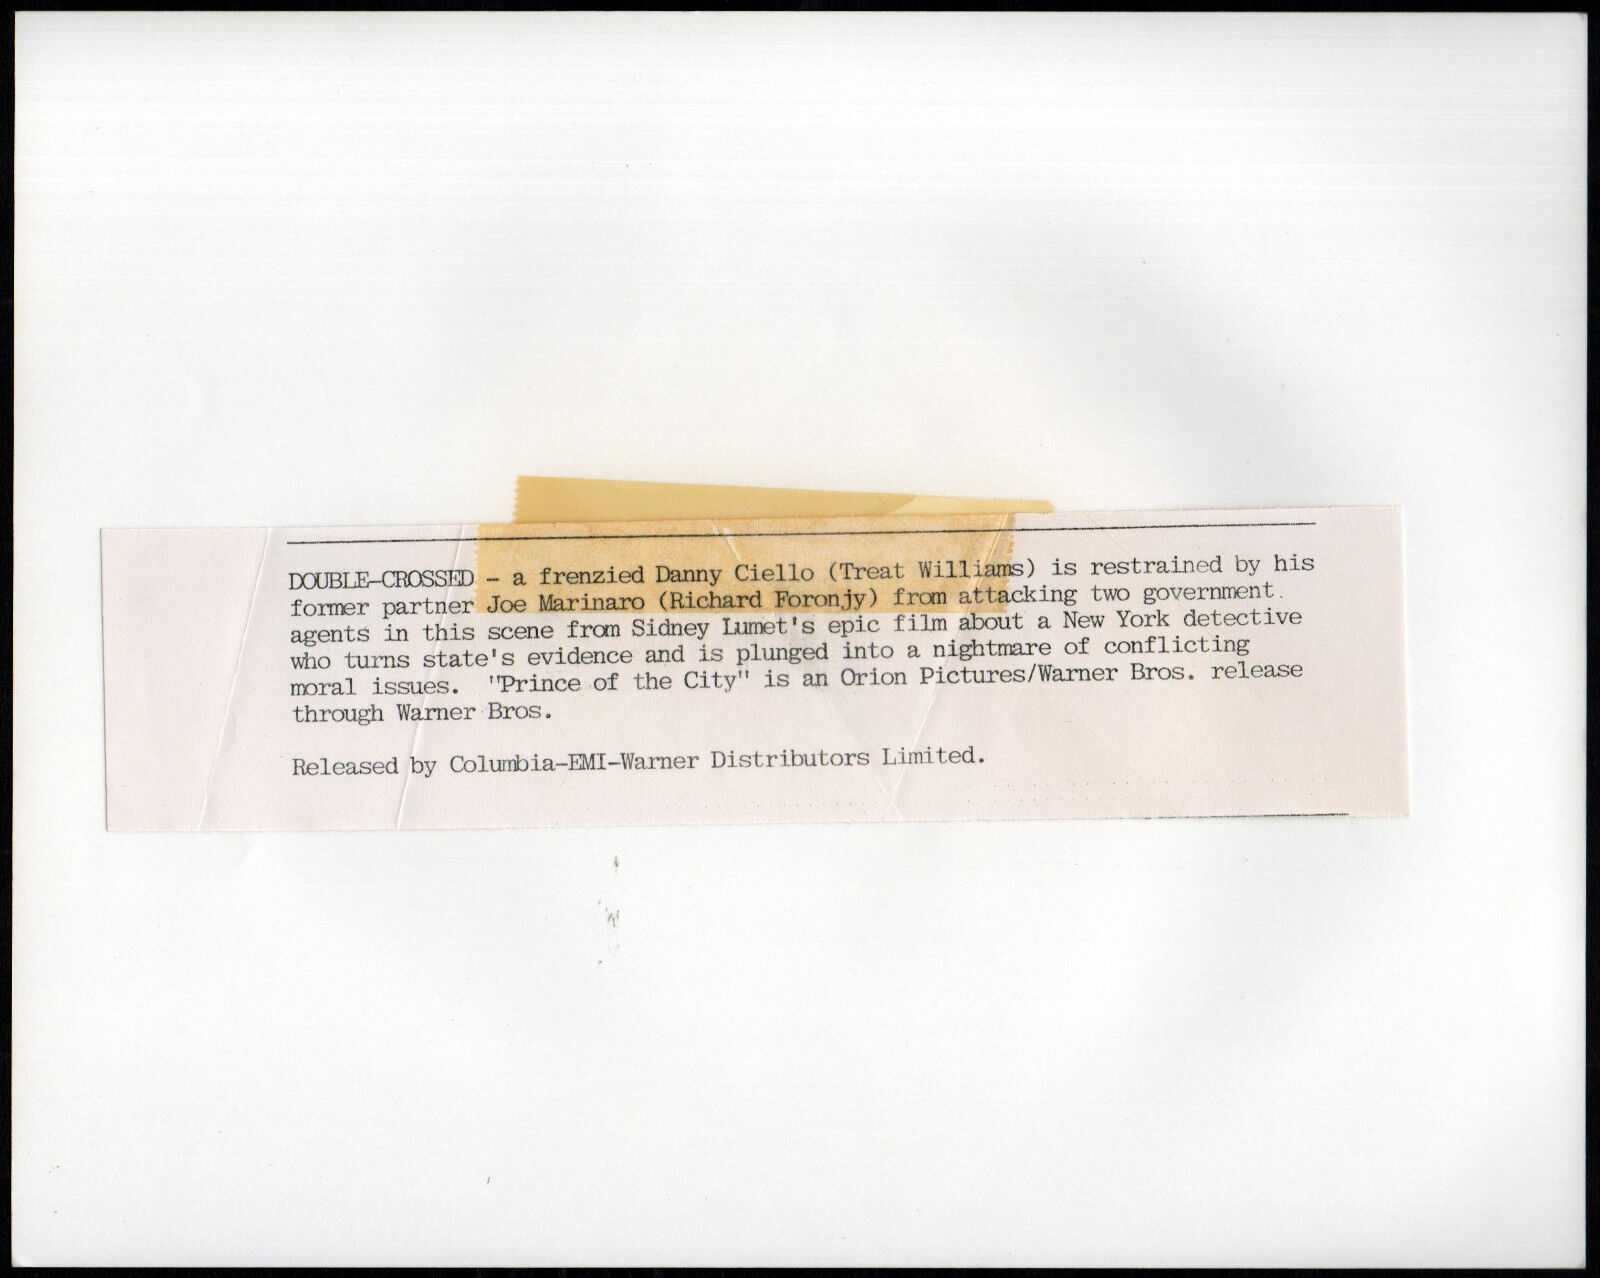 DOUBLE-CROSSED - a frenzied Danny Ciello (Treat Williams) is restrained by his
former partner Joe Marinaro (Richard Foronjy) from attacking two government.
agents in this scene from Sidney Lumet's epic film about a New York detective
who turns state's evidence and is plunged into a nightmare of conflicting
moral issues.  "Prince of the City" is an Orion Pictures/Warner Bros. release
through Warner Bros.
Released by Columbia-EMI-Warner Distributors Limited.